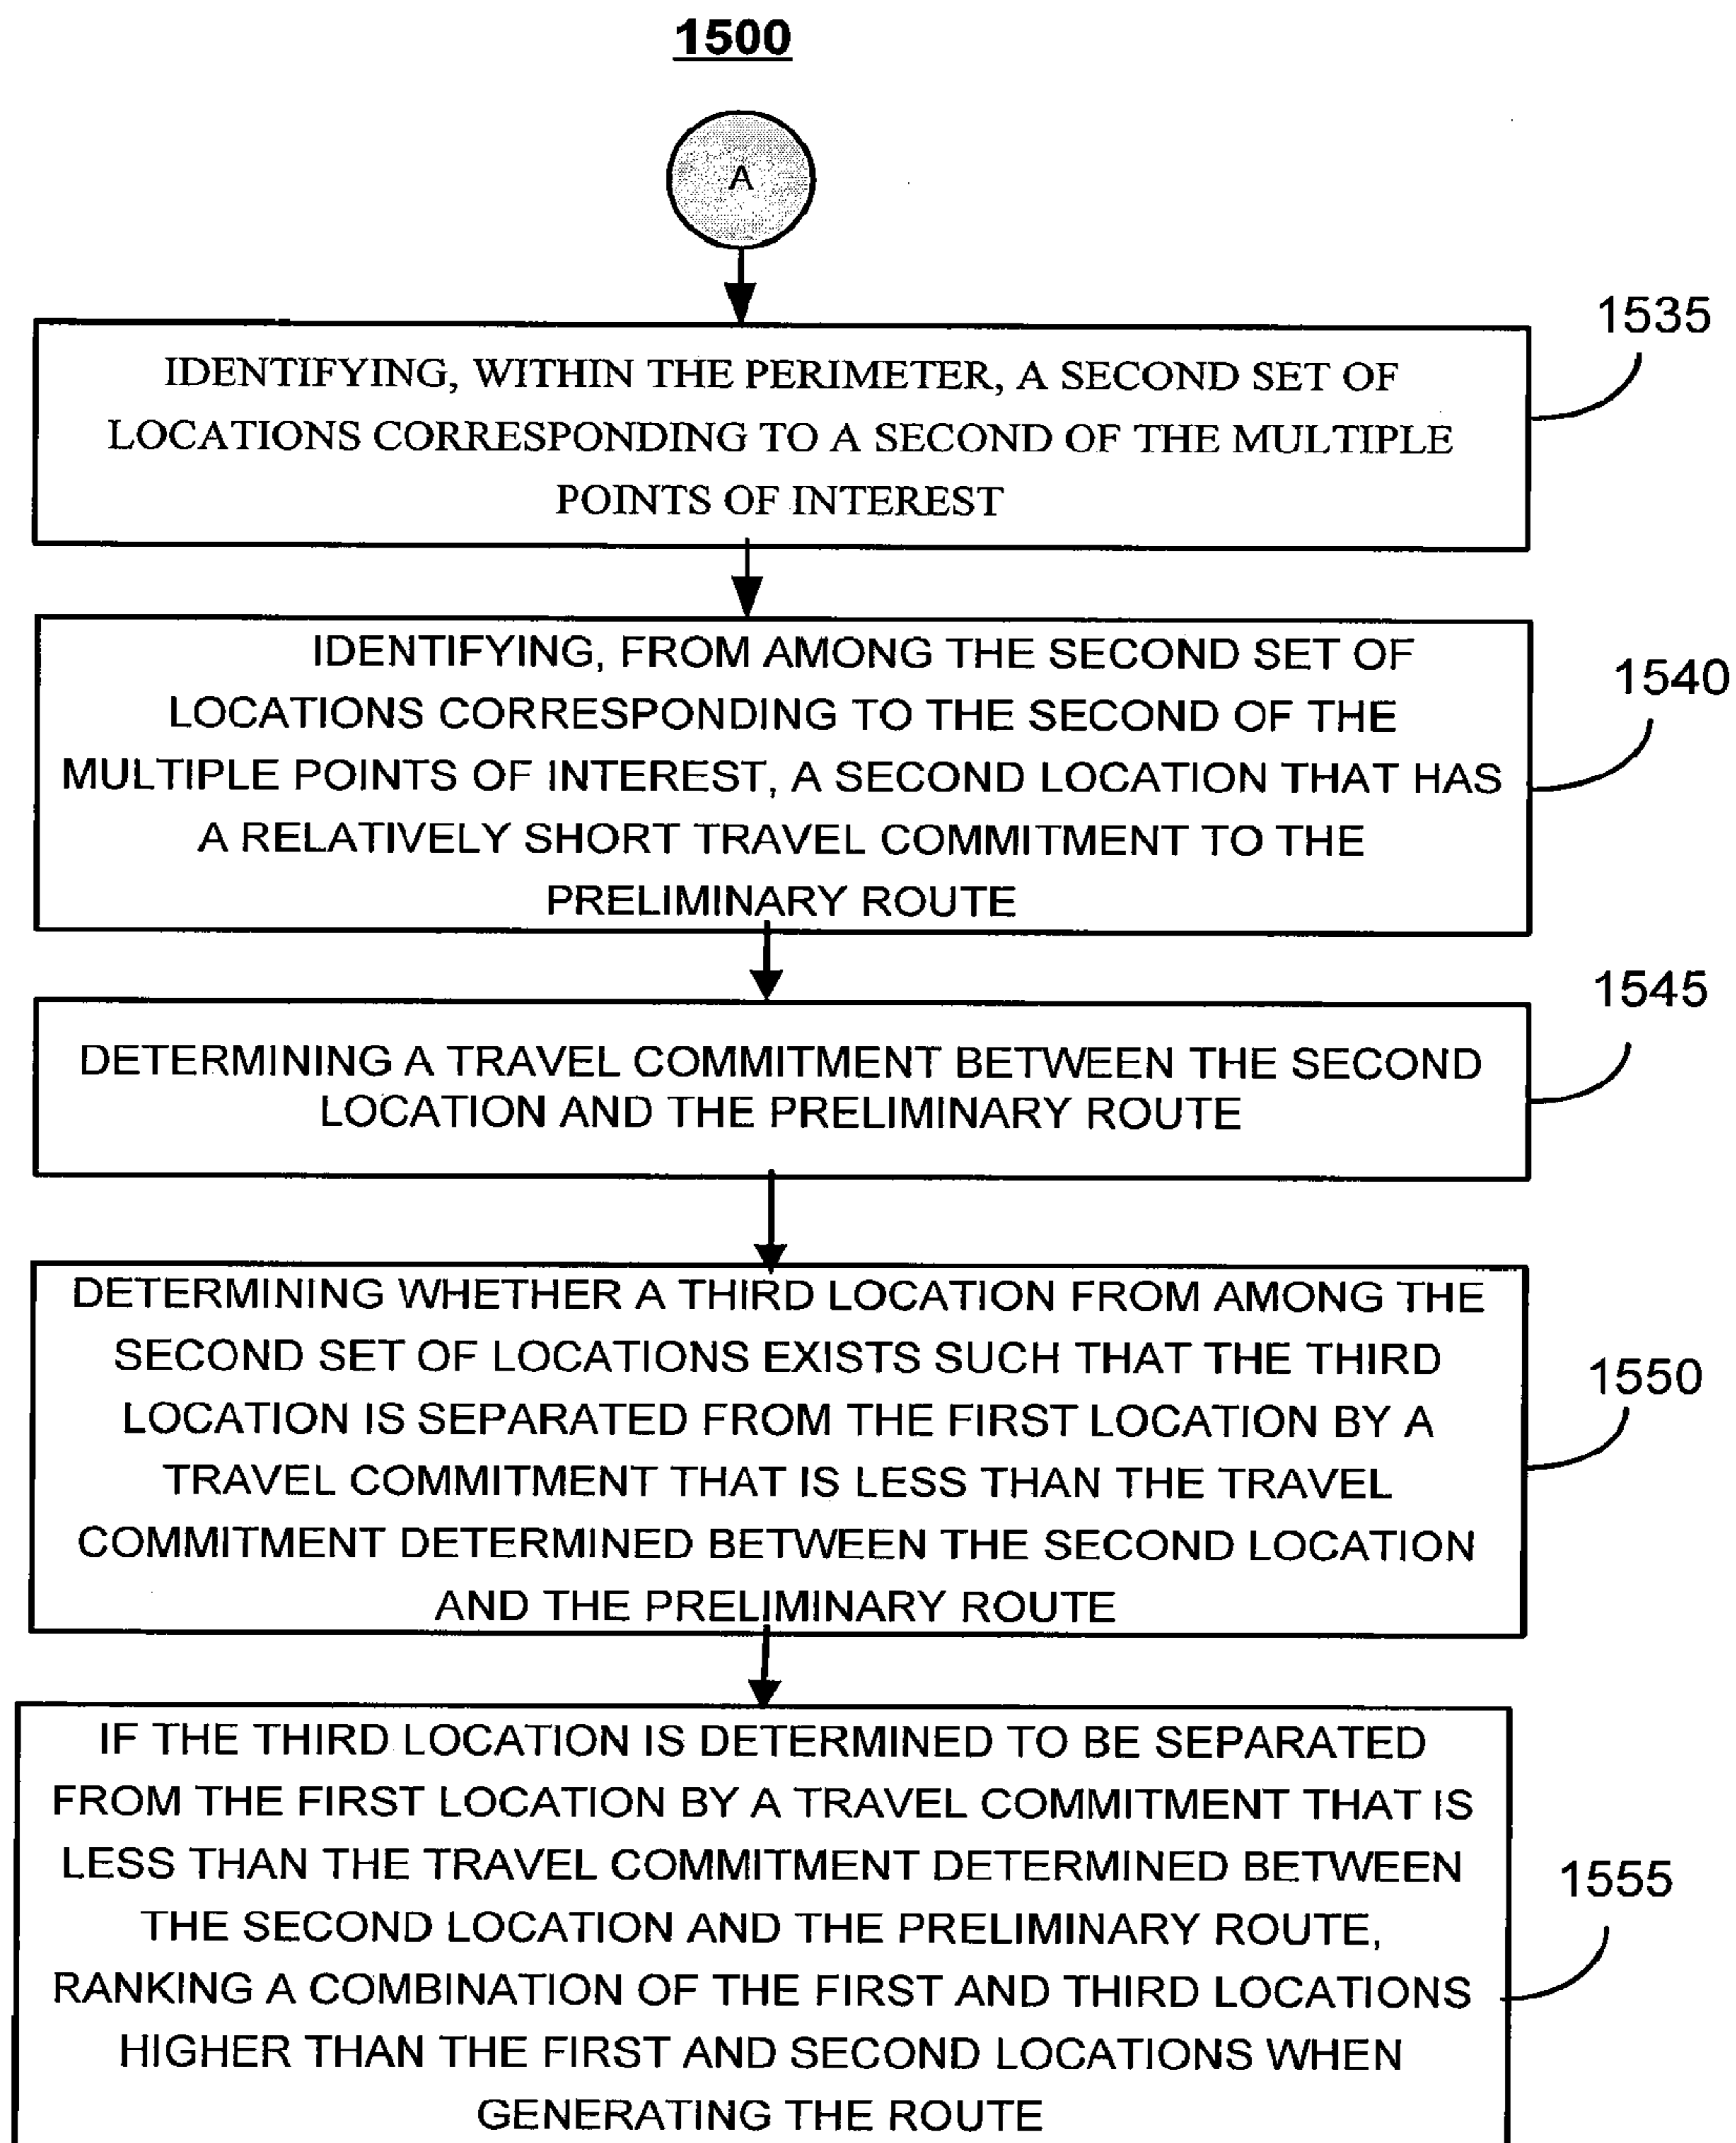 1500
A
1535
IDENTIFYING, WITHIN THE PERIMETER, A SECOND SET OF
LOCATIONS CORRESPONDING TO A SECOND OF THE MULTIPLE
POINTS OF INTEREST
1540
IDENTIFYING, FROM AMONG THE SECOND SET OF
LOCATIONS CORRESPONDING TO THE SECOND OF THE
MULTIPLE POINTS OF INTEREST, A SECOND LOCATION THAT HAS
A RELATIVELY SHORT TRAVEL COMMITMENT TO THE
PRELIMINARY ROUTE
1545
DETERMINING A TRAVEL COMMITMENT BETWEEN THE SECOND
LOCATION AND THE PRELIMINARY ROUTE
1550
DETERMINING WHETHER A THIRD LOCATION FROM AMONG THE
SECOND SET OF LOCATIONS EXISTS SUCH THAT THE THIRD
LOCATION IS SEPARATED FROM THE FIRST LOCATION BY A
TRAVEL COMMITMENT THAT IS LESS THAN THE TRAVEL
COMMITMENT DETERMINED BETWEEN THE SECOND LOCATION
AND THE PRELIMINARY ROUTE
1555
IF THE THIRD LOCATION IS DETERMINED TO BE SEPARATED
FROM THE FIRST LOCATION BY A TRAVEL COMMITMENT THAT IS
LESS THAN THE TRAVEL COMMITMENT DETERMINED BETWEEN
THE SECOND LOCATION AND THE PRELIMINARY ROUTE,
RANKING A COMBINATION OF THE FIRST AND THIRD LOCATIONS
HIGHER THAN THE FIRST AND SECOND LOCATIONS WHEN
GENERATING THE ROUTE